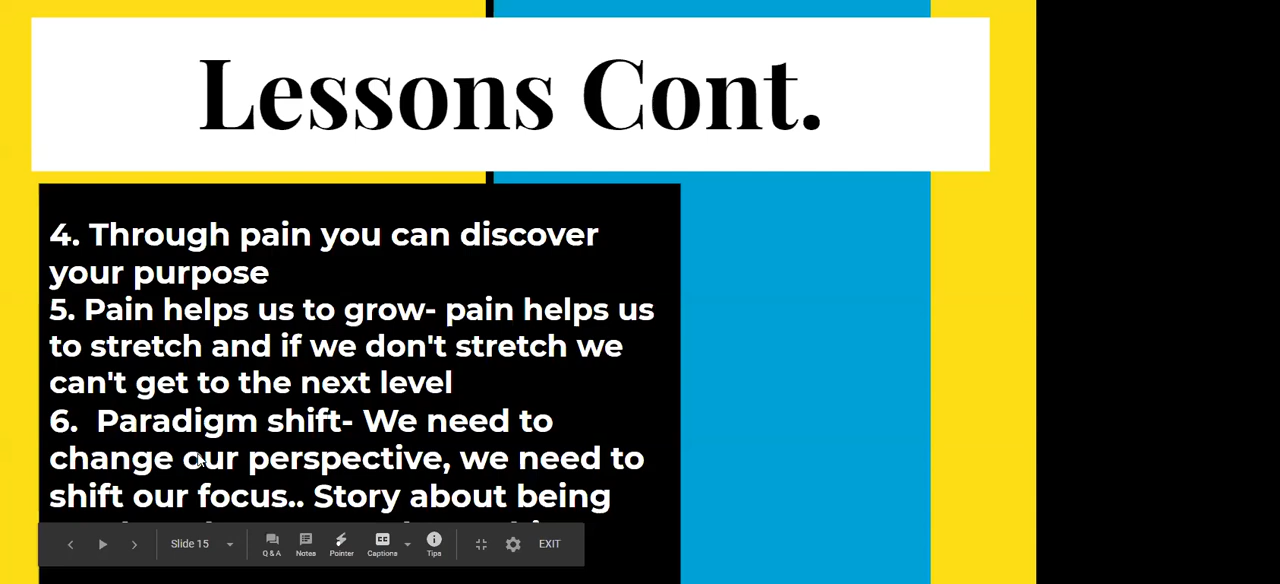 Lessons Cont.
4. Through pain you can discover
your purpose
5. Pain helps us to grow- pain helps us
to stretch and if we don't stretch we
can't get to the next level
6.  Paradigm shift- We need to
change our perspective, we need to
shift our focus.. Story about being
Slide 15
Q & A
Notes
Pointer
Captions
Tips
EXIT